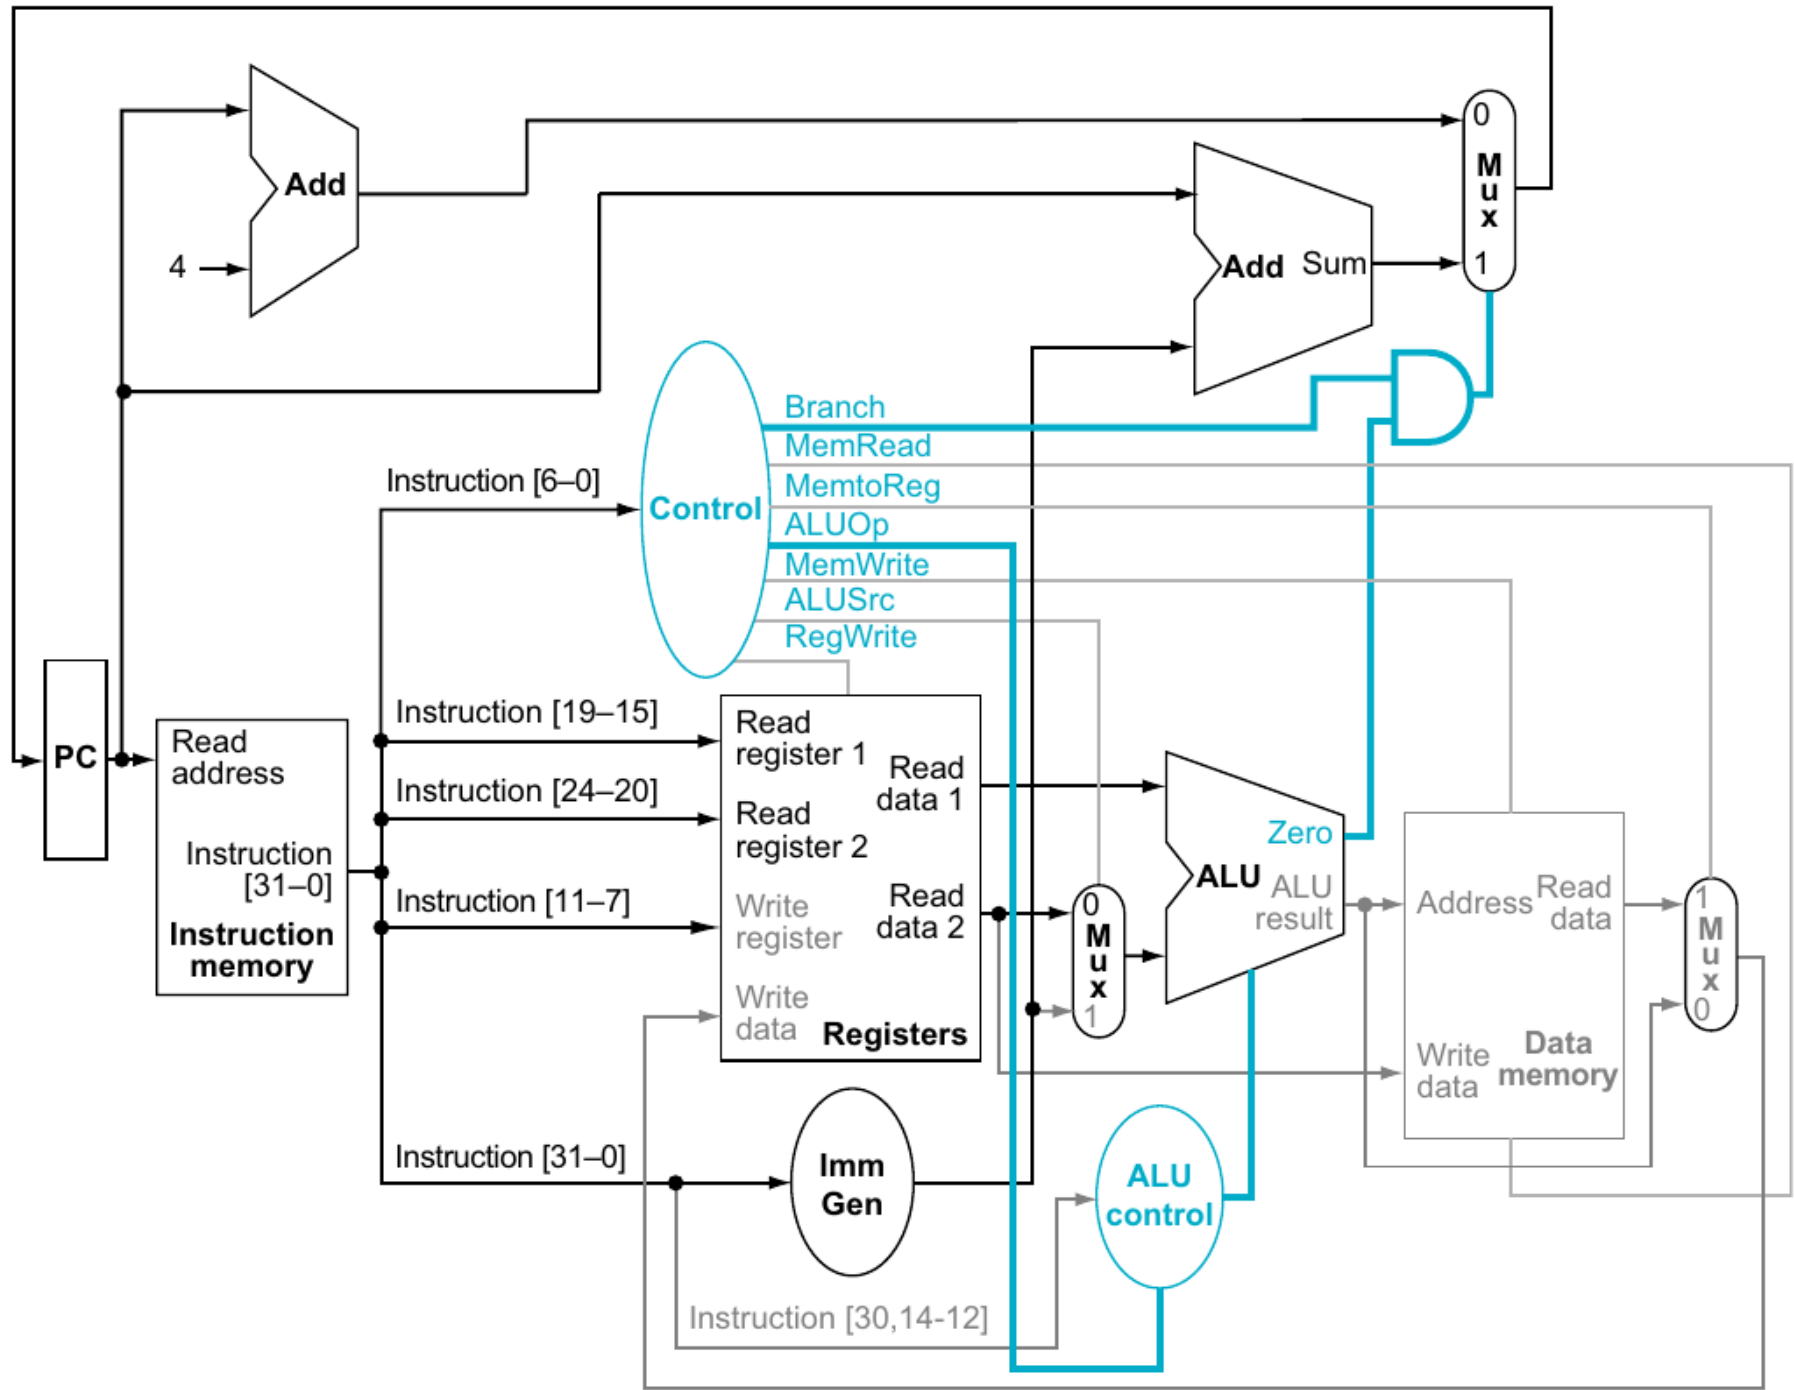 Add
4
0
M
u
x
1
Add Sum
Branch
MemRead
MemtoReg
ALUOp
MemWrite
ALUSrc
RegWrite
Control
Instruction [6–0]
PC
Read
address
Instruction
[31–0]
Instruction
memory
Instruction [19–15]
Instruction [24–20]
Instruction [11–7]
Instruction [31–0]
Read
register 1
Read
register 2
Write
register
Write
data
Read
data 1
Read
data 2
Registers
0
M
u
x
1
Zero
ALU
ALU
result
Address
Read
data
Write
data
Data
memory
1
M
u
x
0
Imm
Gen
ALU
control
Instruction [30,14-12]